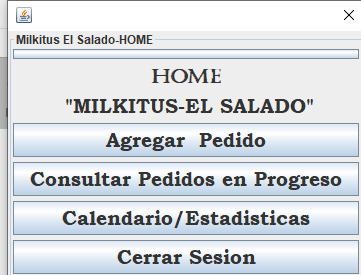 Milkitus El Salado-HOME
HOME
"MILKITUS-EL SALADO"
Agregar  Pedido
Consultar Pedidos en Progreso
Calendario/Estadisticas
Cerrar Sesion